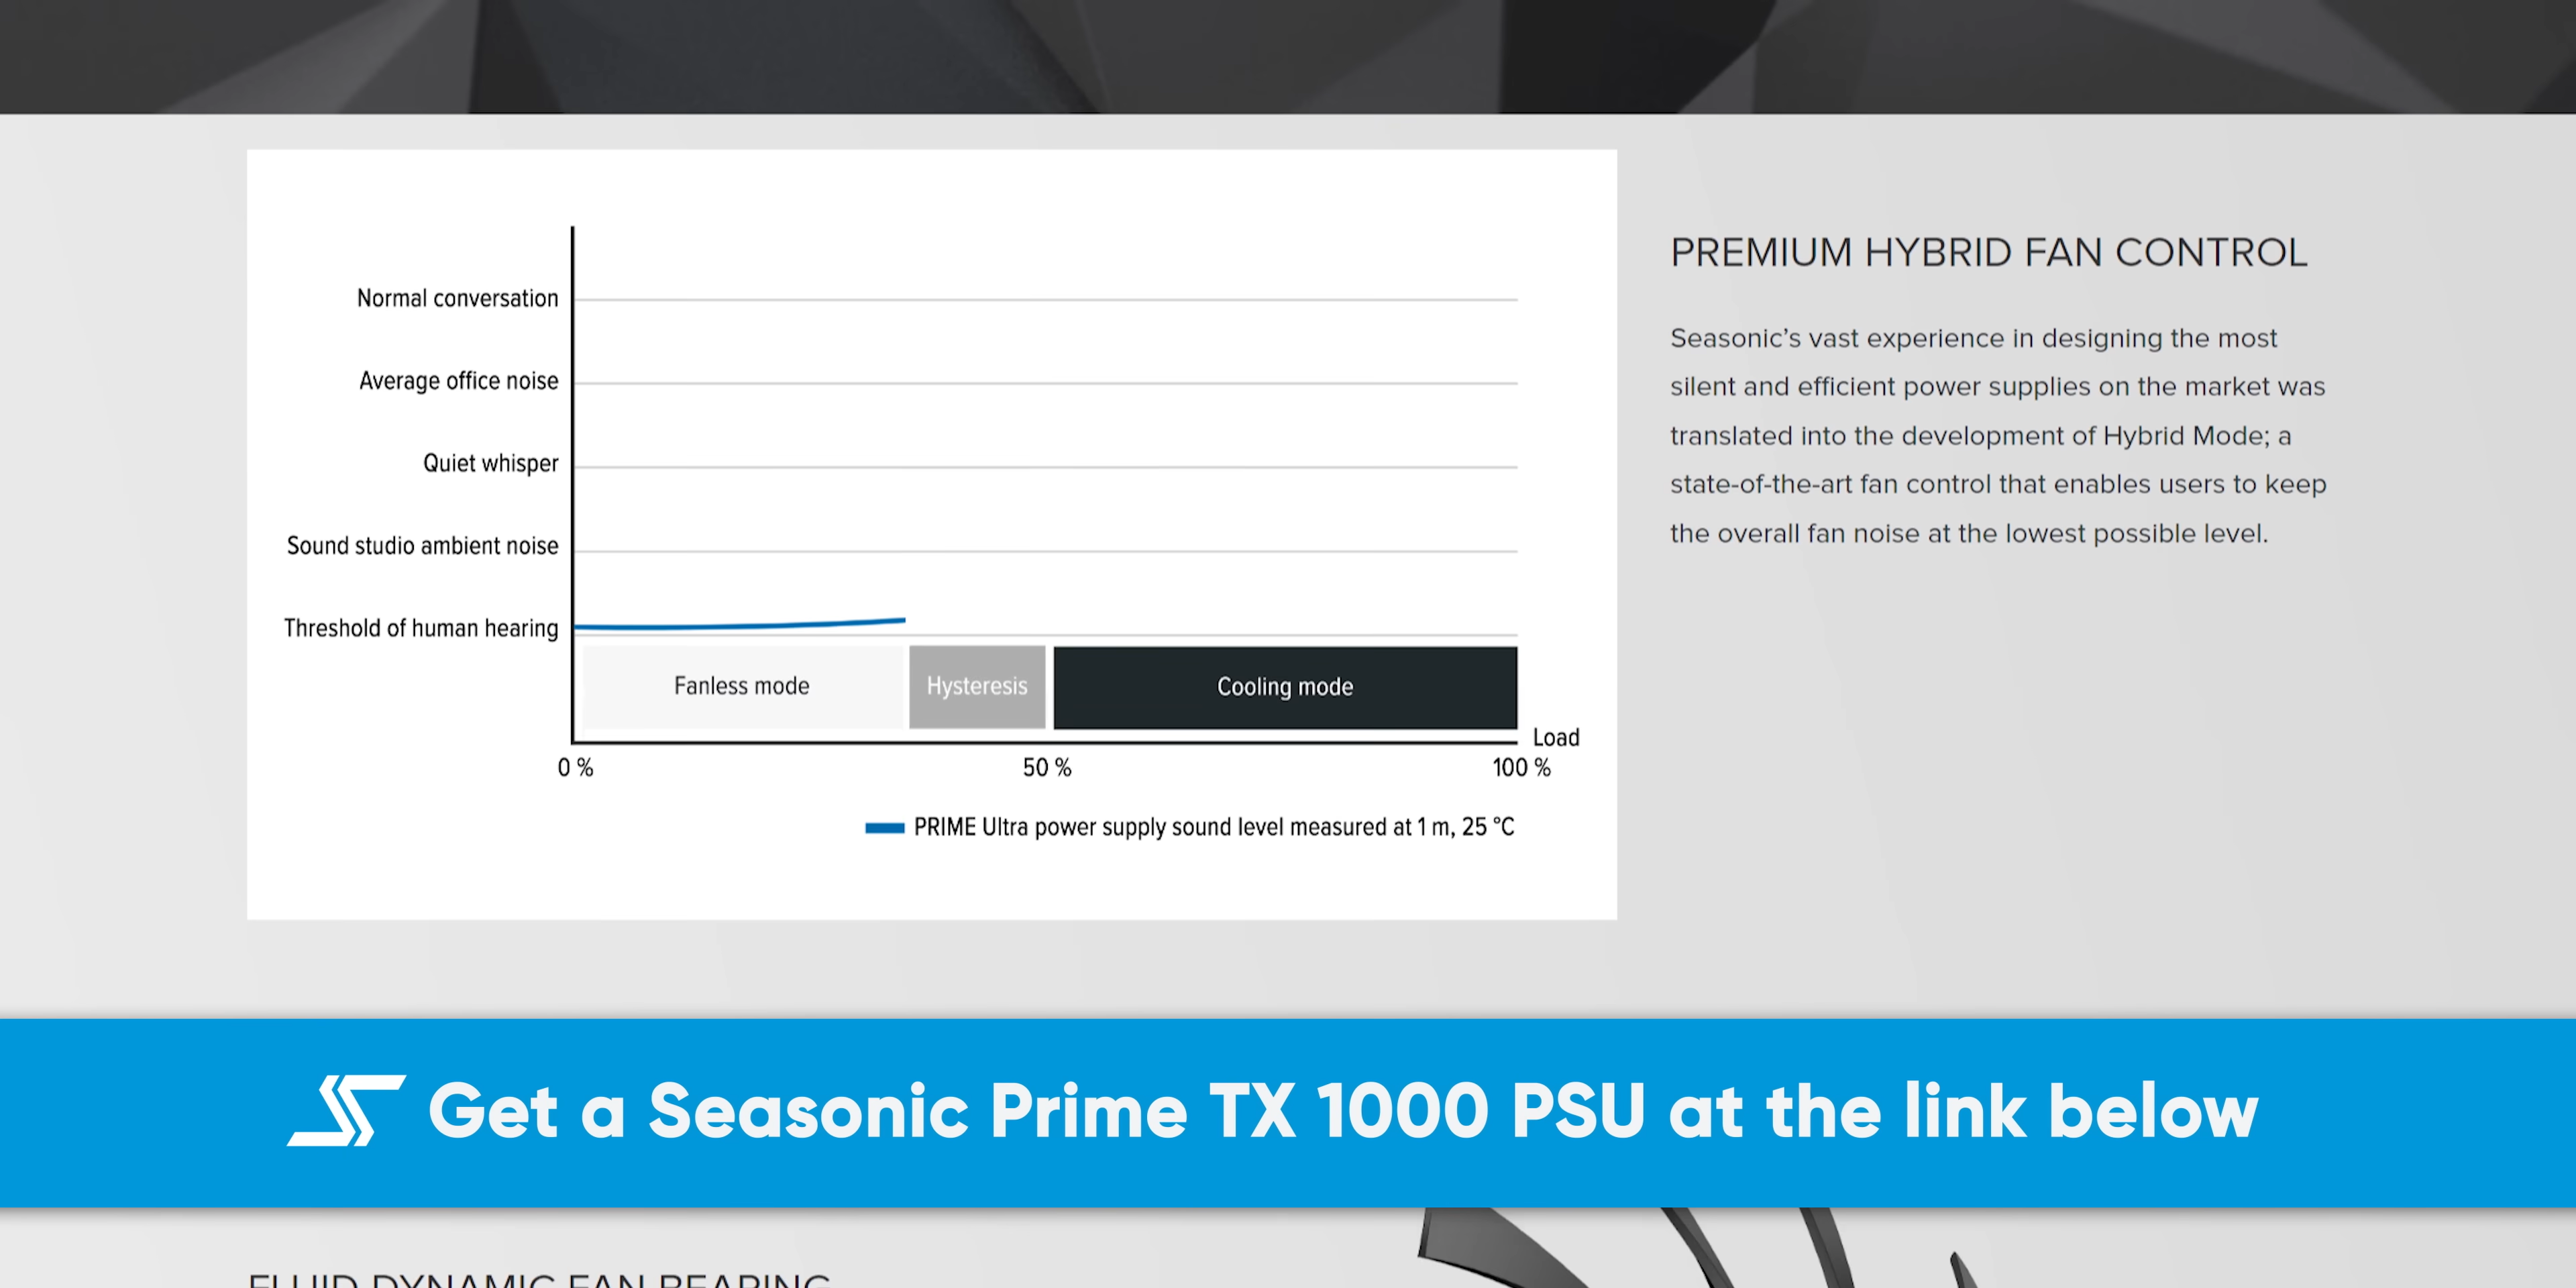 Normal conversation
Average office noise
Quiet whisper
Sound studio ambient noise
Threshold of human hearing
Fanless mode
Hysteresis
Cooling mode
Load
0 %
50 %
100 %
PRIME Ultra power supply sound level measured at 1 m, 25 °C
PREMIUM HYBRID FAN CONTROL
Seasonic’s vast experience in designing the most
silent and efficient power supplies on the market was
translated into the development of Hybrid Mode; a
state-of-the-art fan control that enables users to keep
the overall fan noise at the lowest possible level.
Get a Seasonic Prime TX 1000 PSU at the link below
FLUID DYNAMIC FAN BEARING